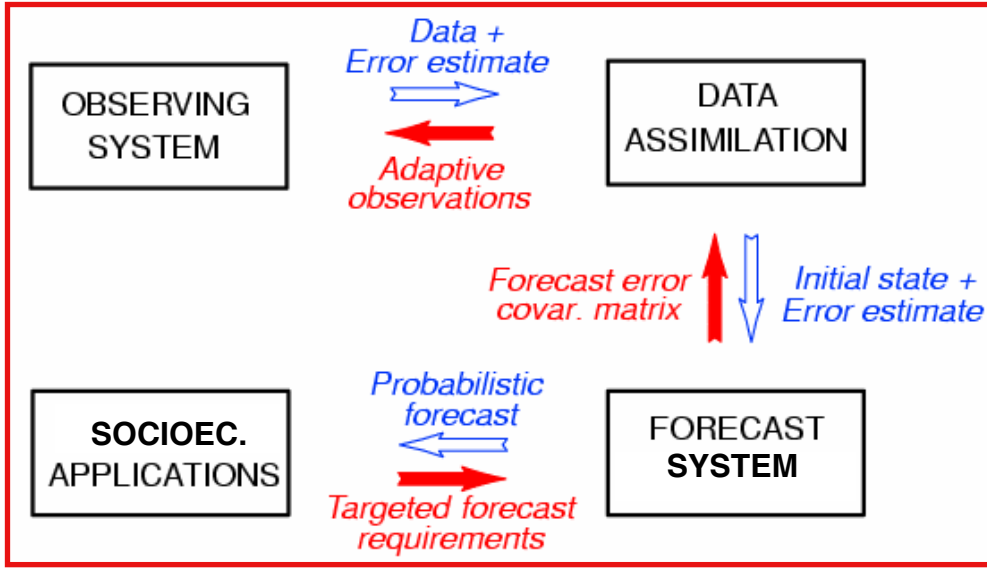 Data +
Error estimate
OBSERVING
SYSTEM
DATA
ASSIMILATION
Adaptive
observations
Forecast error
covar. matrix
Initial state +
Error estimate
Probabilistic
forecast
SOCIOEC.
APPLICATIONS
FORECAST
SYSTEM
Targeted forecast
requirements